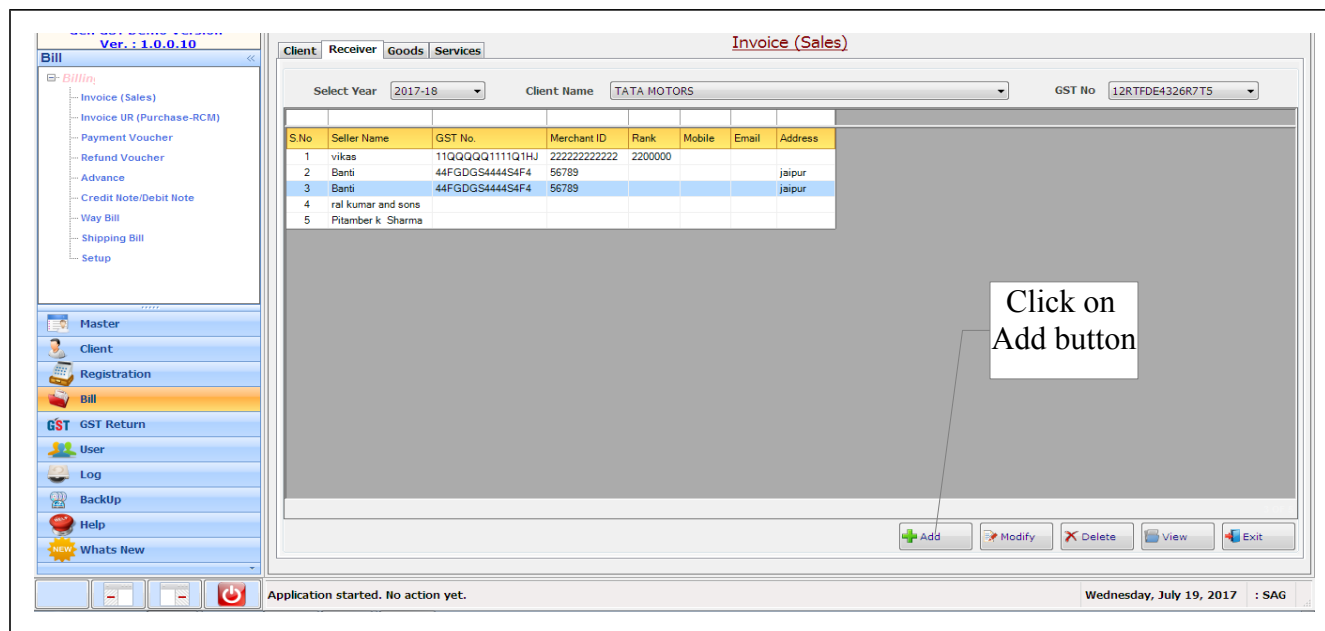 Ver. : 1.0.0.10
Bill
Billin
Invoice (Sales)
Invoice UR (Purchase-RCM)
Payment Voucher
Refund Voucher
Advance
Credit Note/Debit Note
Way Bill
Shipping Bill
Setup
Master
Client
Registration
Bill
GST GST Return
User
Log
BackUp
Help
NEW Whats New
Client Receiver Goods Services
Invoice (Sales)
Select Year 2017-18 Client Name TATA MOTORS GST No 12RTFDE4326R7T5
S.No Seller Name GST No. Merchant ID Rank Mobile Email Address
1 vikas 11QQQQQ1111Q1HJ 222222222222 2200000
2 Banti 44FGDGS4444S4F4 56789 jaipur
3 Banti 44FGDGS4444S4F4 56789 jaipur
4 ral kumar and sons
5 Pitamber k Sharma
Click on
Add button
Add Modify Delete View Exit
Application started. No action yet. Wednesday, July 19, 2017 : SAG